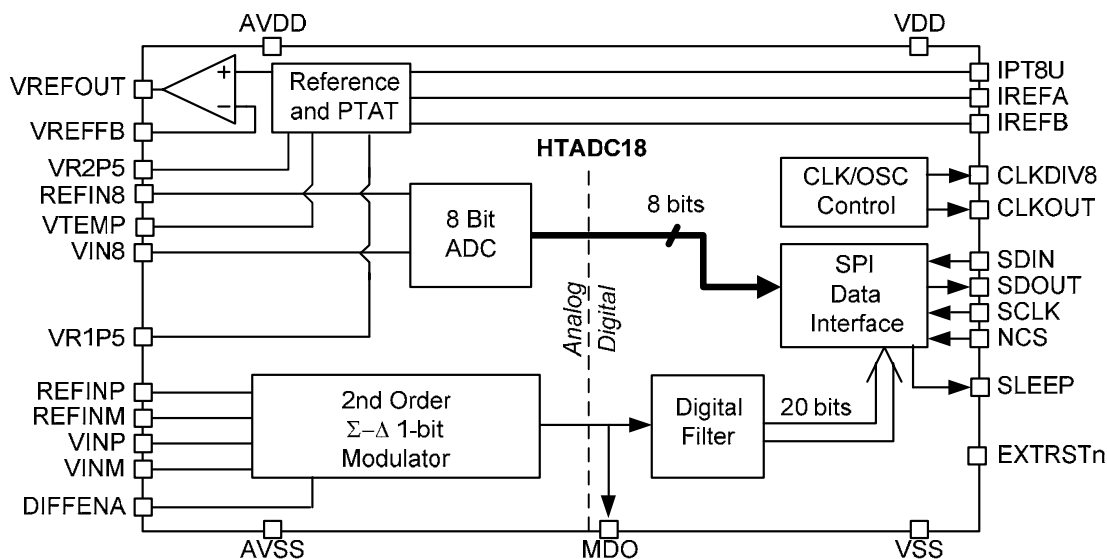 AVDD
VDD
VREFOUT
VREFFB
VR2P5
REFIN8
VTEMP
VIN8
VR1P5
REFINP
REFINM
VINP
VINM
DIFFENA
+
−
Reference
and PTAT
HTADC18
8 Bit
ADC
8 bits
Analog
Digital
2nd Order
Σ−Δ 1-bit
Modulator
Digital
Filter
20 bits
CLK/OSC
Control
SPI
Data
Interface
IPT8U
IREFA
IREFB
CLKDIV8
CLKOUT
SDIN
SDOUT
SCLK
NCS
SLEEP
EXTRSTn
AVSS
MDO
VSS